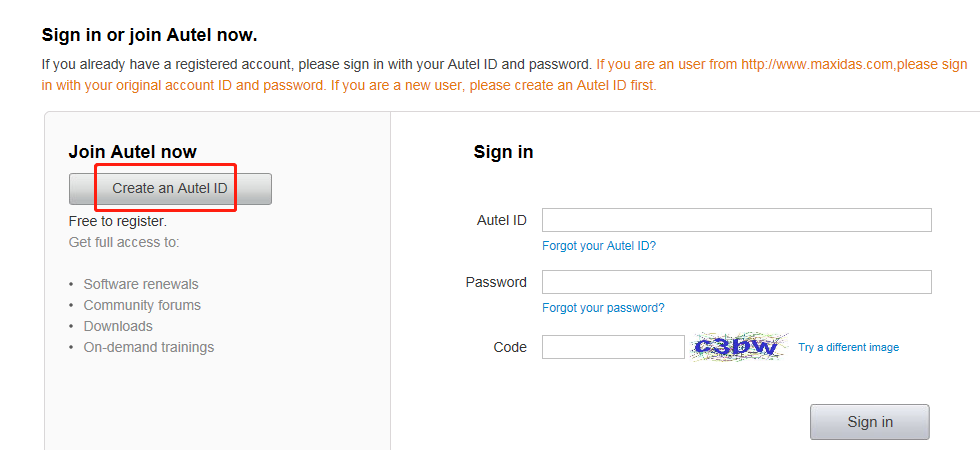 Sign in or join Autel now.
If you already have a registered account, please sign in with your Autel ID and password. If you are an user from http://www.maxidas.com,please sign
in with your original account ID and password. If you are a new user, please create an Autel ID first.
Join Autel now
Create an Autel ID
Free to register.
Get full access to:
• Software renewals
• Community forums
• Downloads
• On-demand trainings
Sign in
Autel ID
Forgot your Autel ID?
Password
Forgot your password?
Code c3bw Try a different image
Sign in